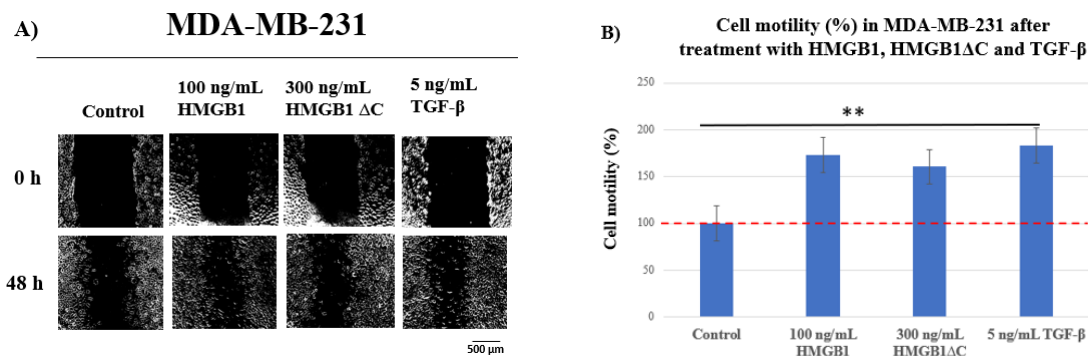 A)
MDA-MB-231
Control
100 ng/mL
HMGB1
300 ng/mL
HMGB1 ΔC
5 ng/mL
TGF-β
0 h
48 h
500 μm
B)
Cell motility (%) in MDA-MB-231 after
treatment with HMGB1, HMGB1ΔC and TGF-β
Cell motility (%)
250
200
150
100
50
0
**
Control
100 ng/mL
HMGB1
300 ng/mL
HMGB1ΔC
5 ng/mL TGF-β